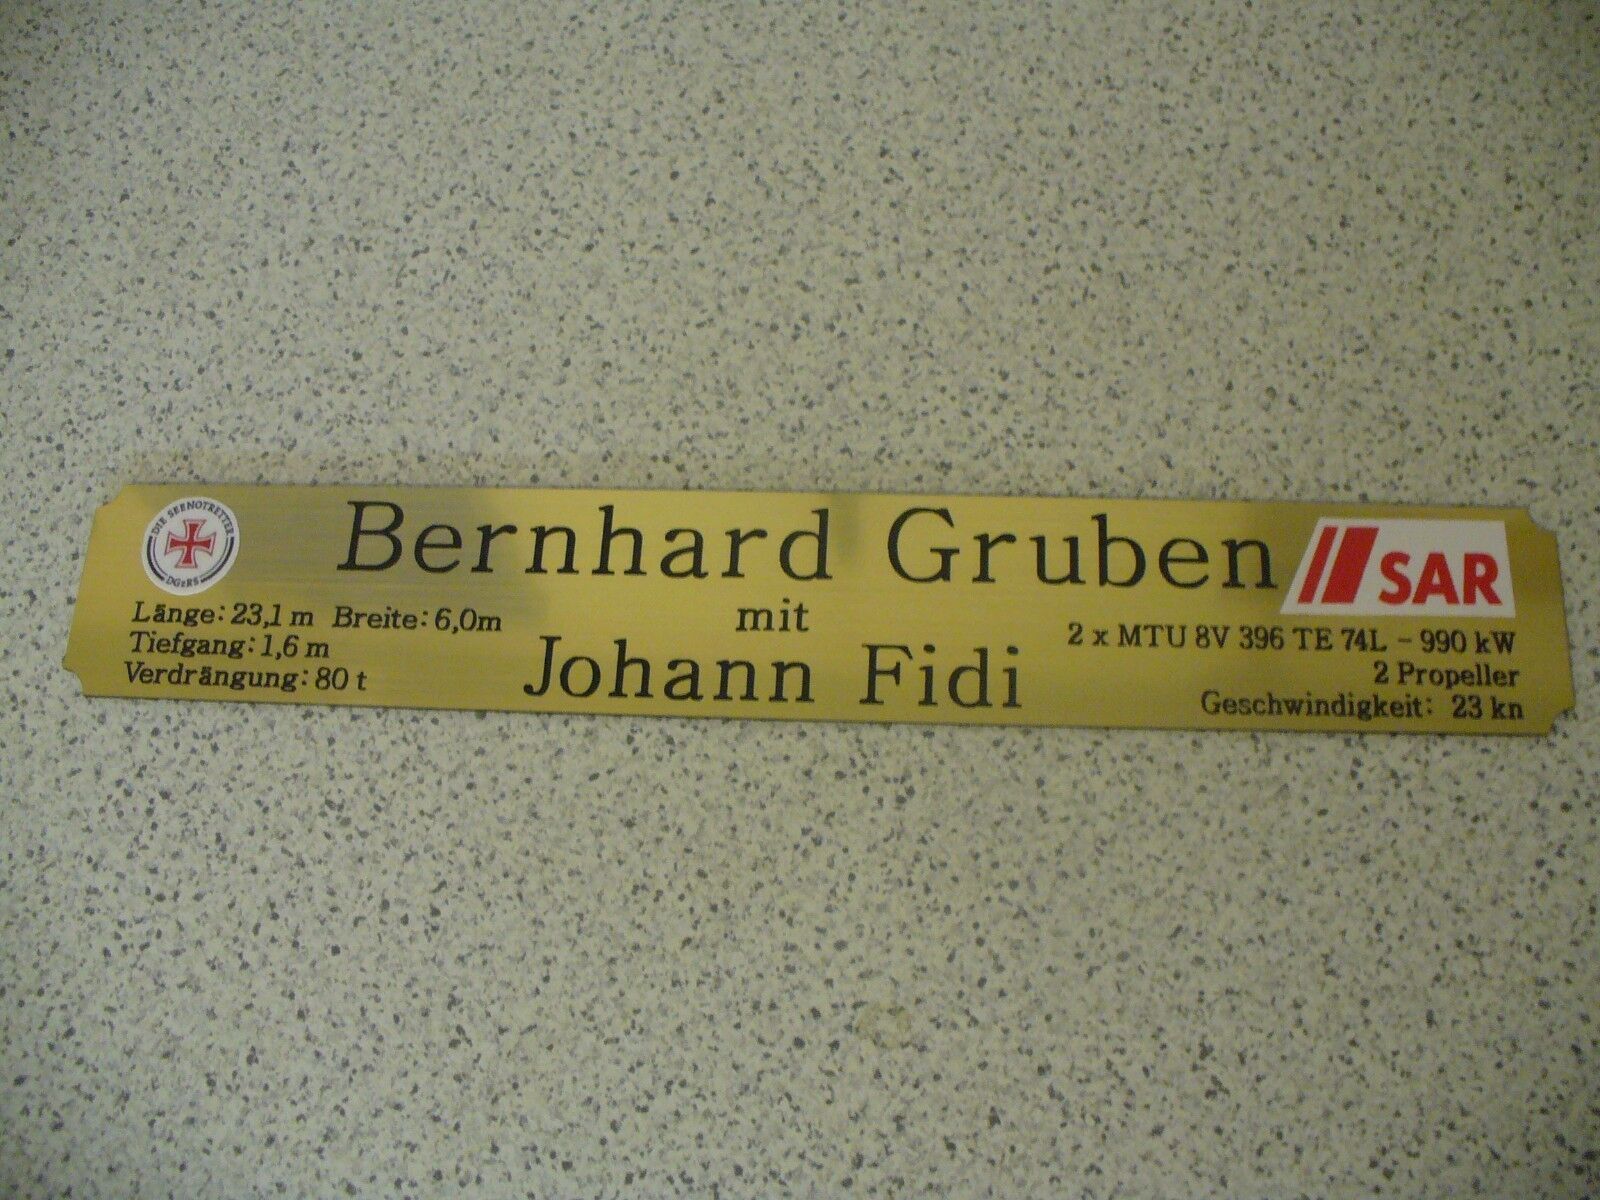 DIE SEENOTRETTER
DGzRS
Bernhard Gruben
SAR
mit
Johann Fidi
Länge: 23,1 m Breite: 6,0m
Tiefgang: 1,6 m
Verdrängung: 80 t
2 x MTU 8V 396 TE 74L - 990 kW
2 Propeller
Geschwindigkeit: 23 kn